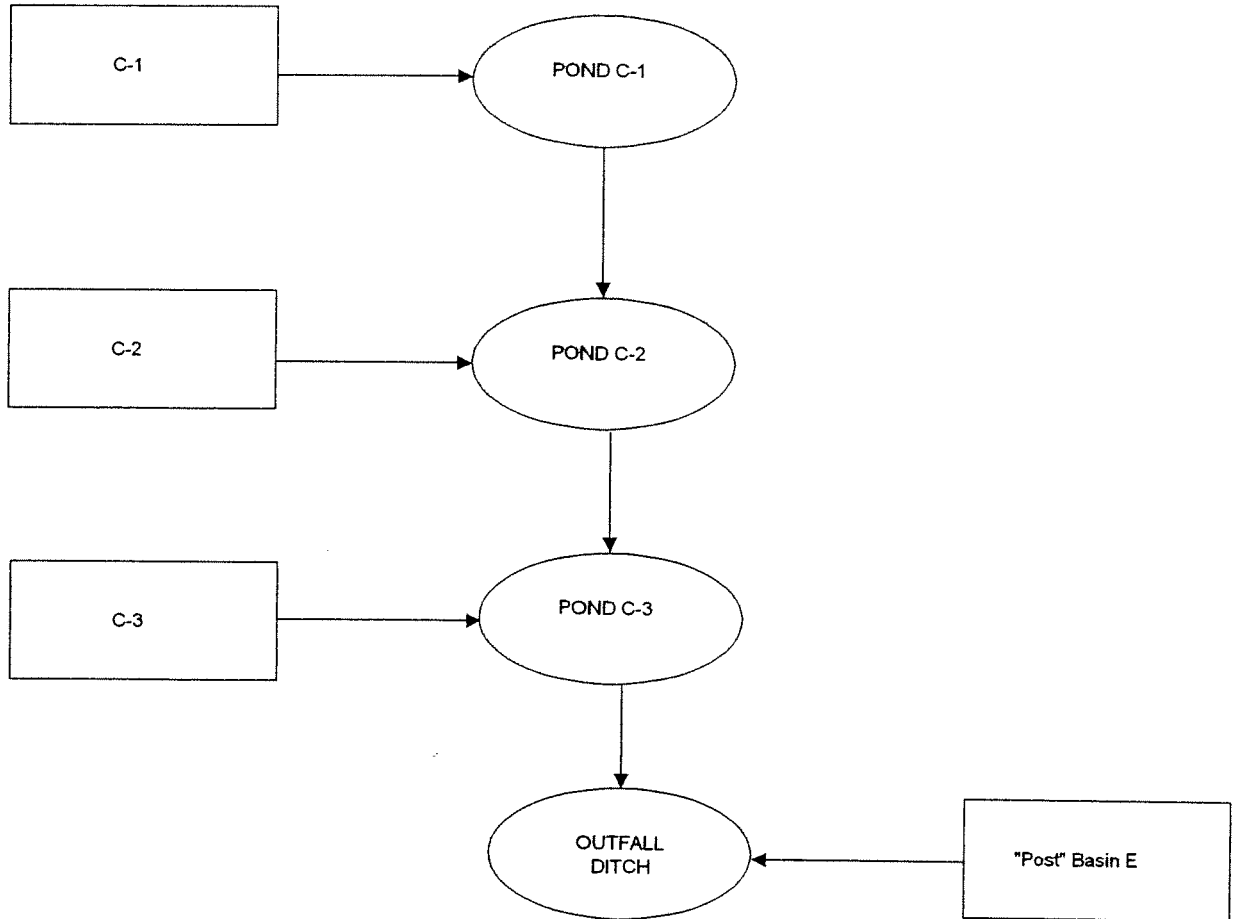 C-1
POND C-1
C-2
POND C-2
C-3
POND C-3
OUTFALL
DITCH
"Post" Basin E